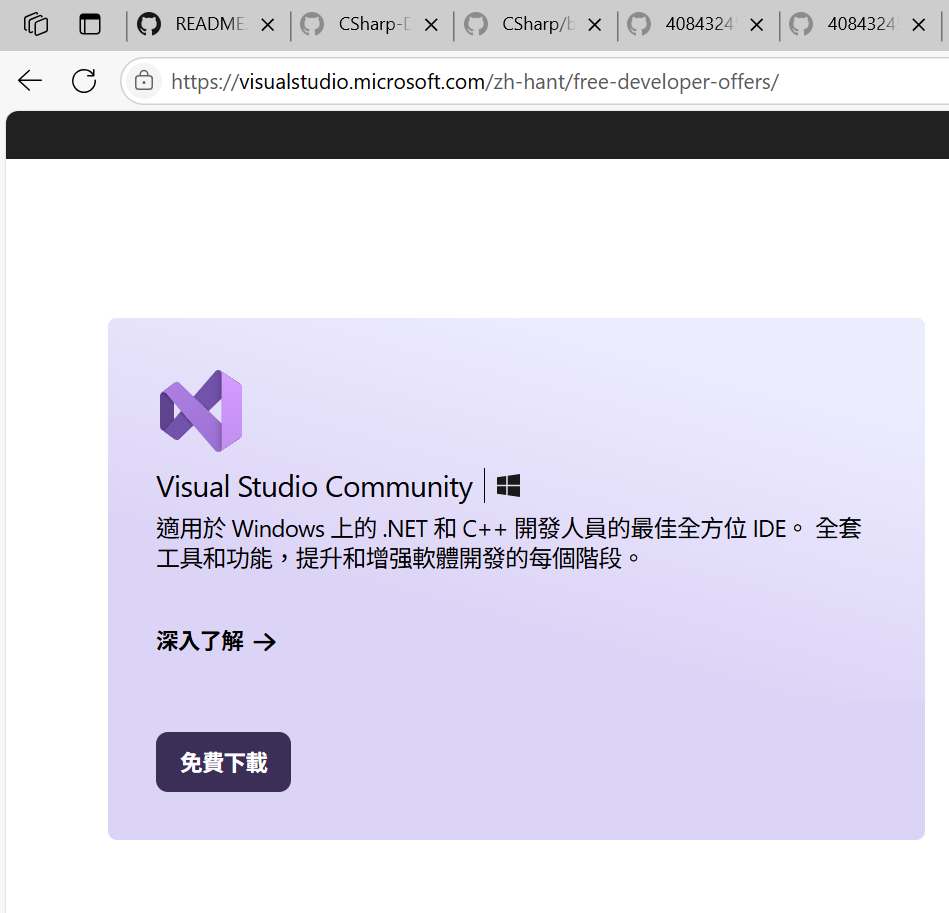 README.
CSharp-D
CSharp/b
40843245
40843245
https://visualstudio.microsoft.com/zh-hant/free-developer-offers/
Visual Studio Community
適用於 Windows 上的 .NET 和 C++ 開發人員的最佳全方位 IDE。 全套
工具和功能，提升和增强軟體開發的每個階段。
深入了解
免費下載